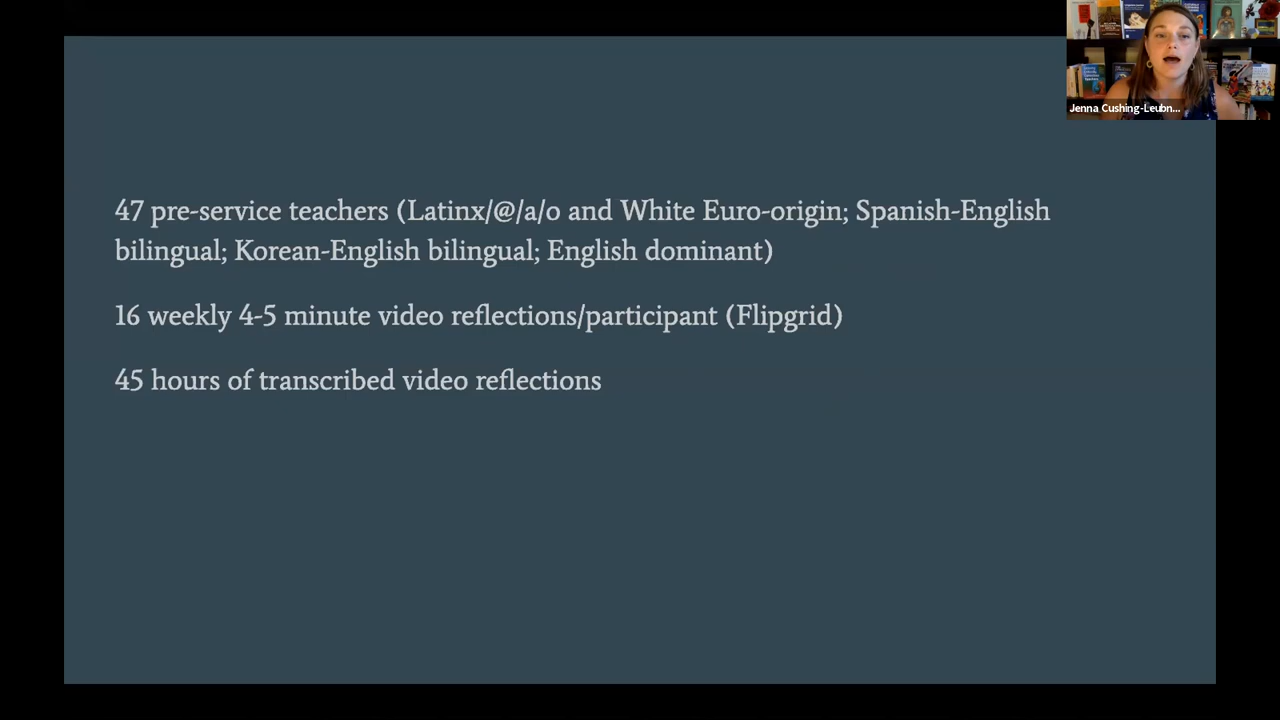 Jenna Cushing-Leubn...
47 pre-service teachers (Latinx/@/a/o and White Euro-origin; Spanish-English
bilingual; Korean-English bilingual; English dominant)
16 weekly 4-5 minute video reflections/participant (Flipgrid)
45 hours of transcribed video reflections